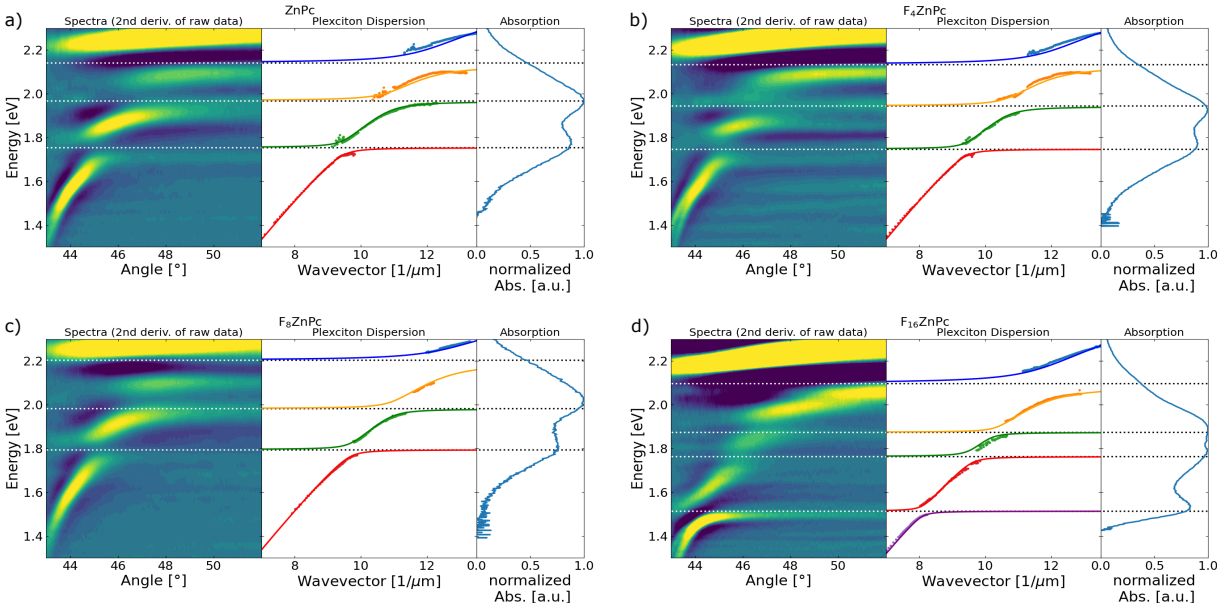 a)
ZnPc
Spectra (2nd deriv. of raw data)
Plexciton Dispersion
Absorption
Energy [eV]
2.2
2.0
1.8
1.6
1.4
44 46 48 50
Angle [°]
8 10 12
Wavevector [1/μm]
0.0 0.5 1.0
normalized
Abs. [a.u.]
b)
F₄ZnPc
Spectra (2nd deriv. of raw data)
Plexciton Dispersion
Absorption
Energy [eV]
2.2
2.0
1.8
1.6
1.4
44 46 48 50
Angle [°]
8 10 12
Wavevector [1/μm]
0.0 0.5 1.0
normalized
Abs. [a.u.]
c)
F₈ZnPc
Spectra (2nd deriv. of raw data)
Plexciton Dispersion
Absorption
Energy [eV]
2.2
2.0
1.8
1.6
1.4
44 46 48 50
Angle [°]
8 10 12
Wavevector [1/μm]
0.0 0.5 1.0
normalized
Abs. [a.u.]
d)
F₁₆ZnPc
Spectra (2nd deriv. of raw data)
Plexciton Dispersion
Absorption
Energy [eV]
2.2
2.0
1.8
1.6
1.4
44 46 48 50
Angle [°]
8 10 12
Wavevector [1/μm]
0.0 0.5 1.0
normalized
Abs. [a.u.]